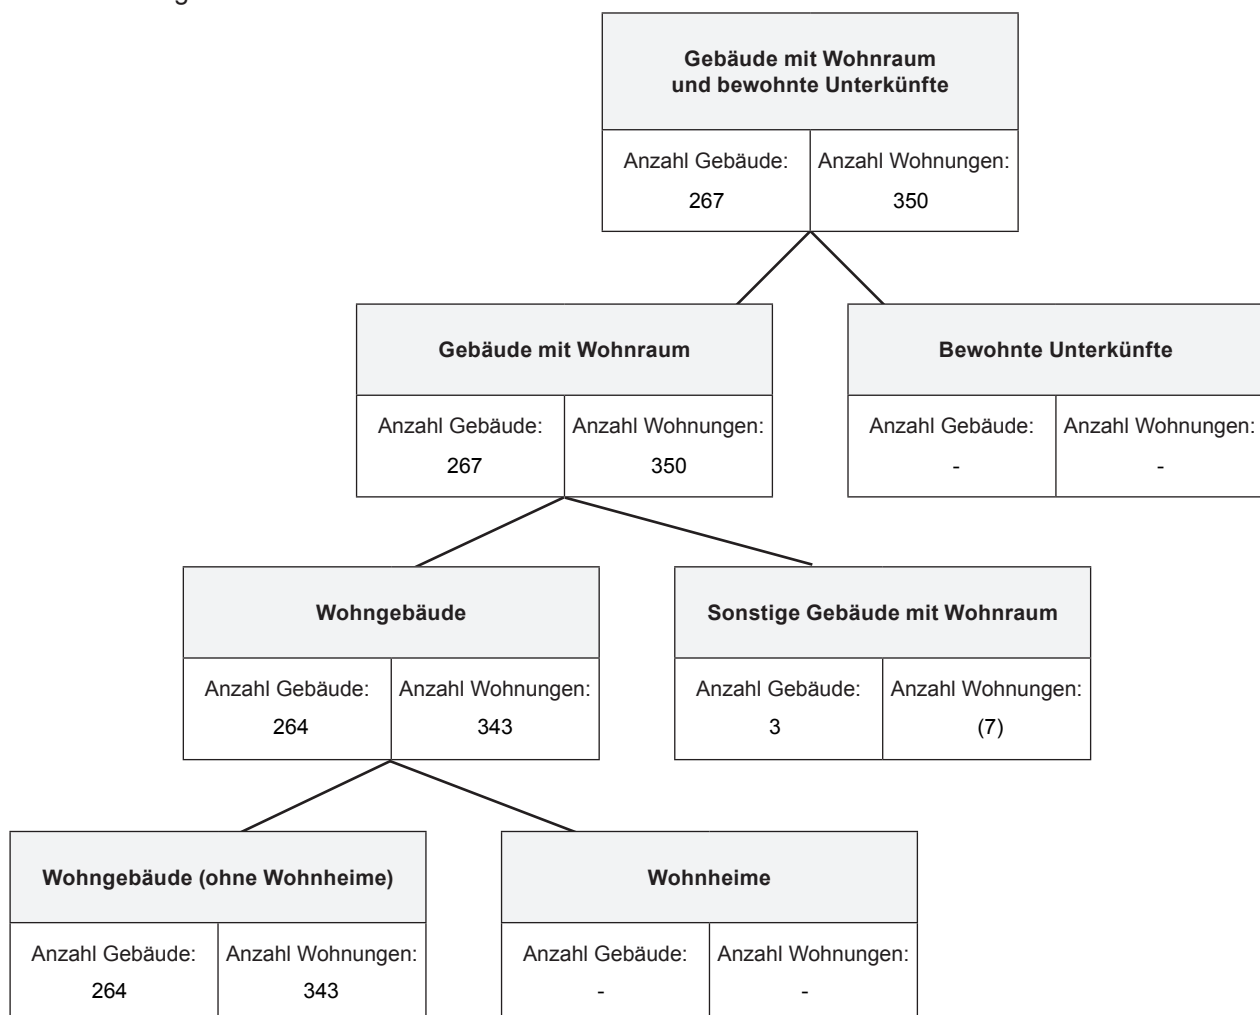 Gebäude mit Wohnraum
und bewohnte Unterkünfte
Anzahl Gebäude: Anzahl Wohnungen:
267 350
Gebäude mit Wohnraum
Anzahl Gebäude: Anzahl Wohnungen:
267 350
Bewohnte Unterkünfte
Anzahl Gebäude: Anzahl Wohnungen:
- -
Wohngebäude
Anzahl Gebäude: Anzahl Wohnungen:
264 343
Sonstige Gebäude mit Wohnraum
Anzahl Gebäude: Anzahl Wohnungen:
3 (7)
Wohngebäude (ohne Wohnheime)
Anzahl Gebäude: Anzahl Wohnungen:
264 343
Wohnheime
Anzahl Gebäude: Anzahl Wohnungen:
- -